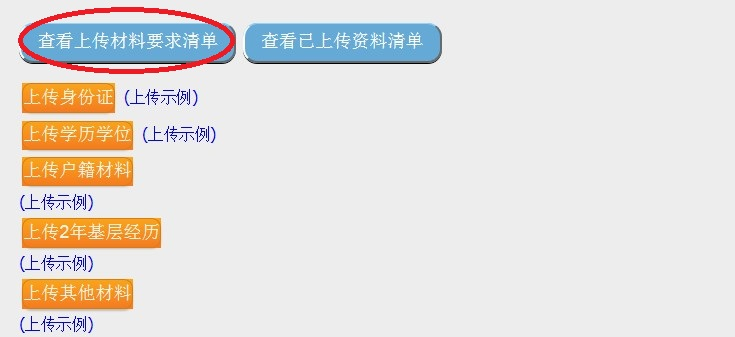 查看上传材料要求清单 查看已上传资料清单
上传身份证 (上传示例)
上传学历学位 (上传示例)
上传户籍材料
(上传示例)
上传2年基层经历
(上传示例)
上传其他材料
(上传示例)